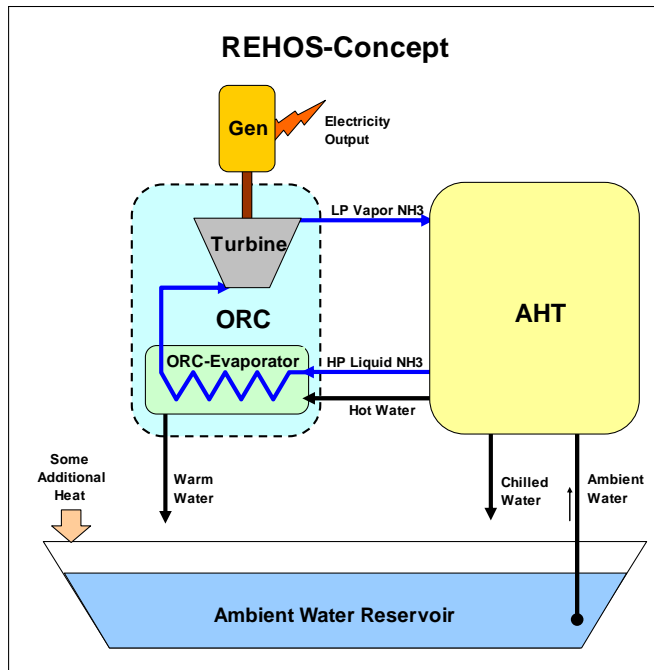 REHOS-Concept
Gen
Electricity
Output
LP Vapor NH3
Turbine
ORC
AHT
ORC-Evaporator
HP Liquid NH3
Hot Water
Some
Additional
Heat
Warm
Water
Chilled
Water
Ambient
Water
Ambient Water Reservoir